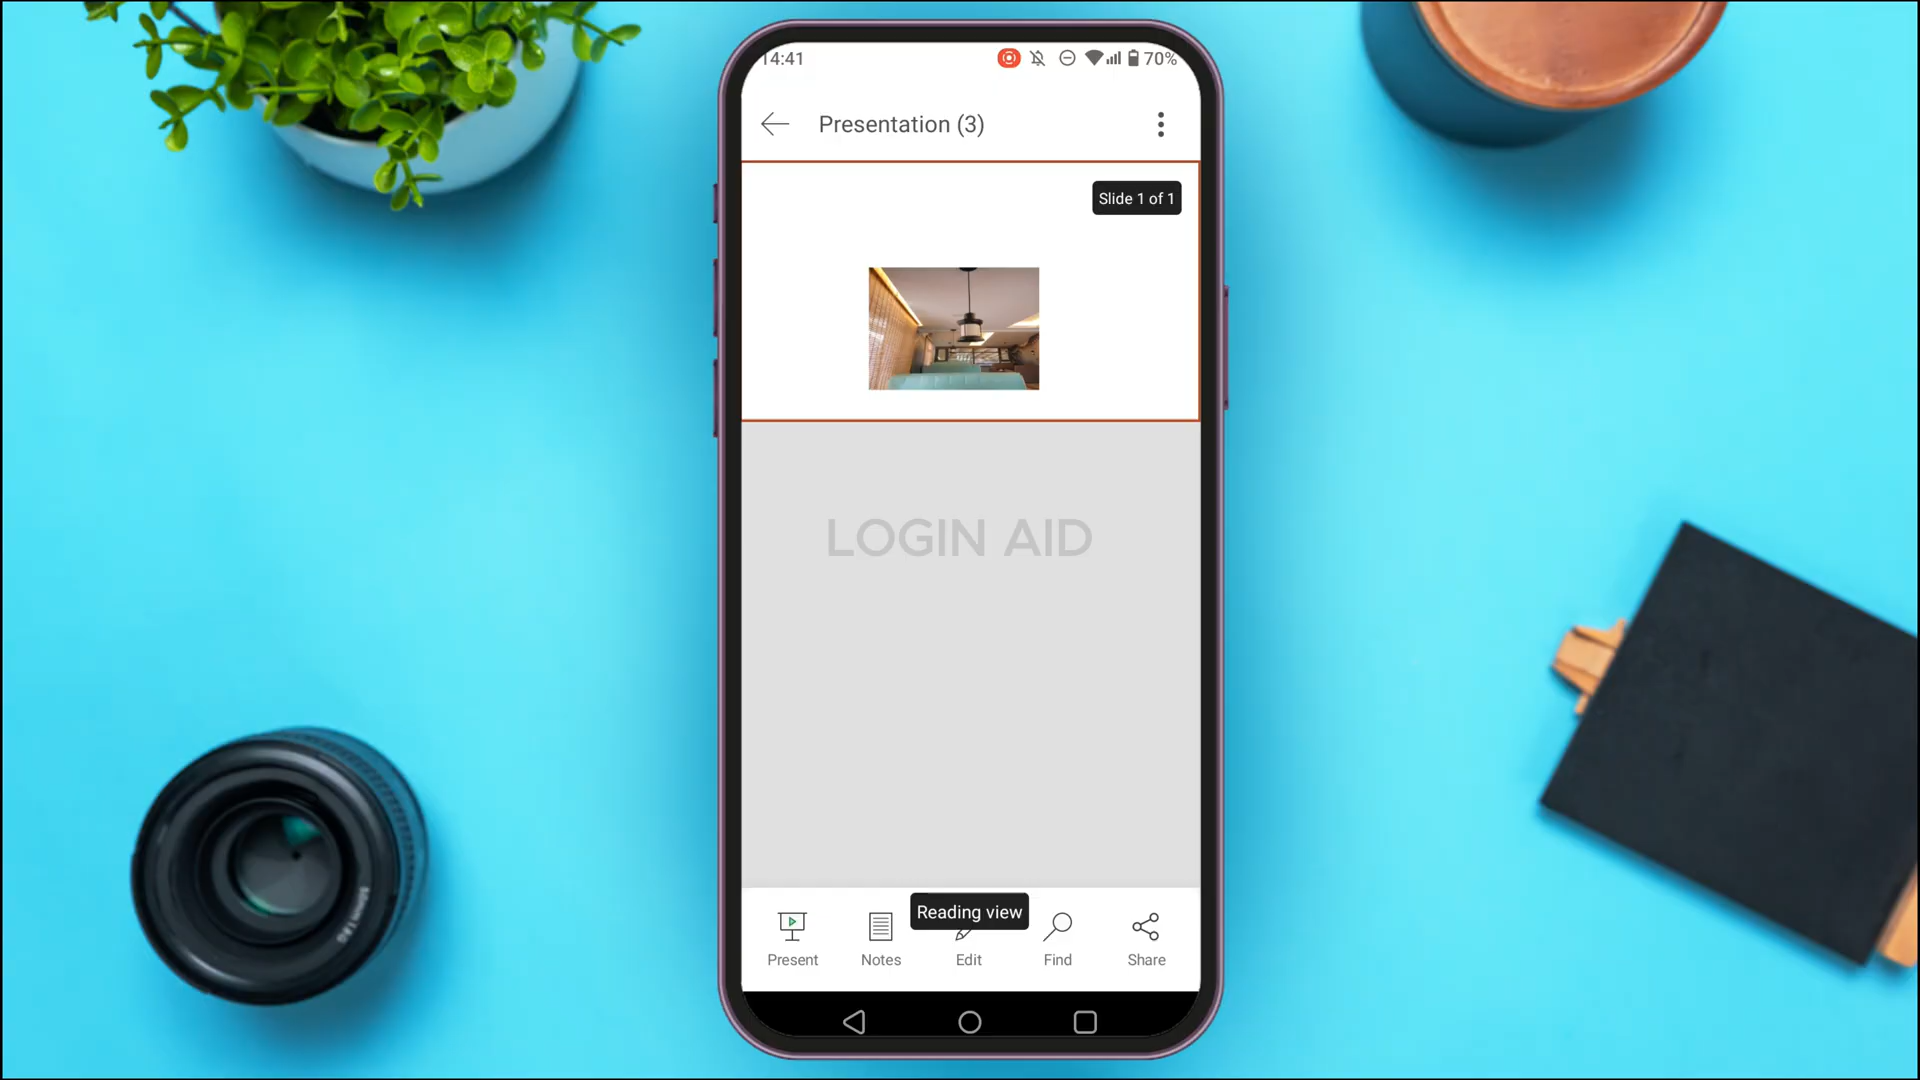 14:41
70%
Presentation (3)
Slide 1 of 1
LOGIN AID
Reading view
Present
Notes
Edit
Find
Share